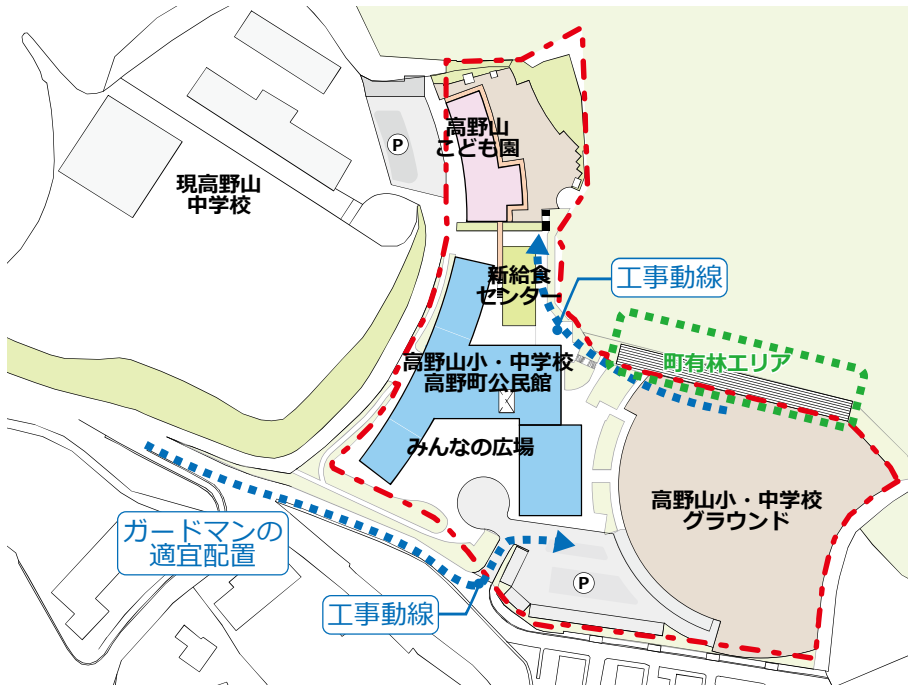 P
高野山
こども園
現高野山
中学校
工事動線
新給食
センター
高野山小・中学校
高野町公民館
町有林エリア
みんなの広場
高野山小・中学校
グラウンド
ガードマンの
適宜配置
P
工事動線